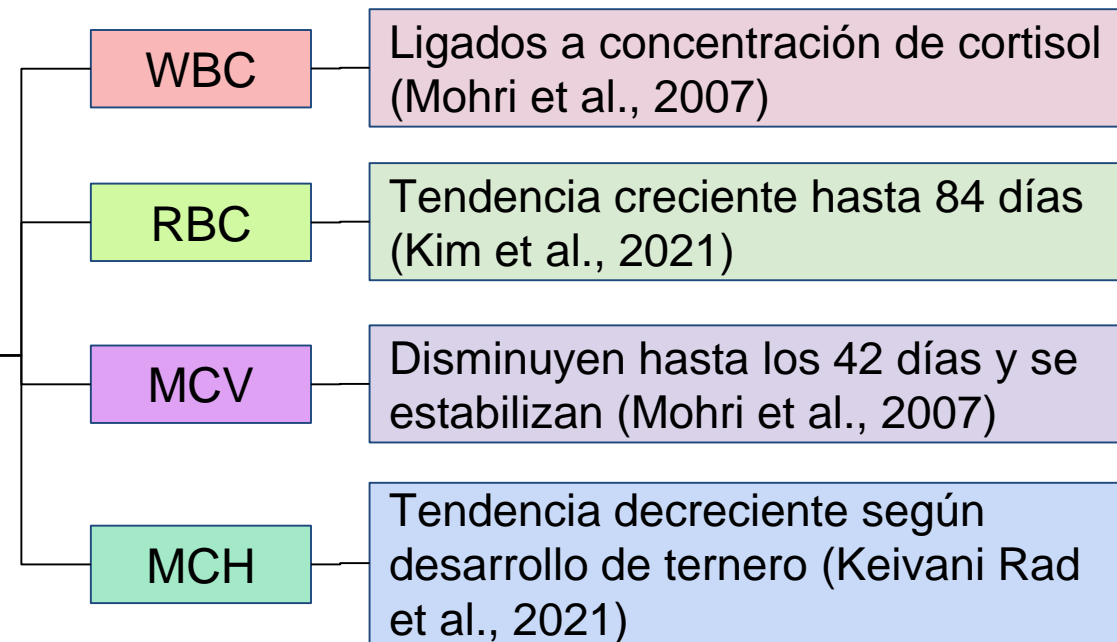 WBC
Ligados a concentración de cortisol
(Mohri et al., 2007)
RBC
Tendencia creciente hasta 84 días
(Kim et al., 2021)
MCV
Disminuyen hasta los 42 días y se
estabilizan (Mohri et al., 2007)
MCH
Tendencia decreciente según
desarrollo de ternero (Keivani Rad
et al., 2021)